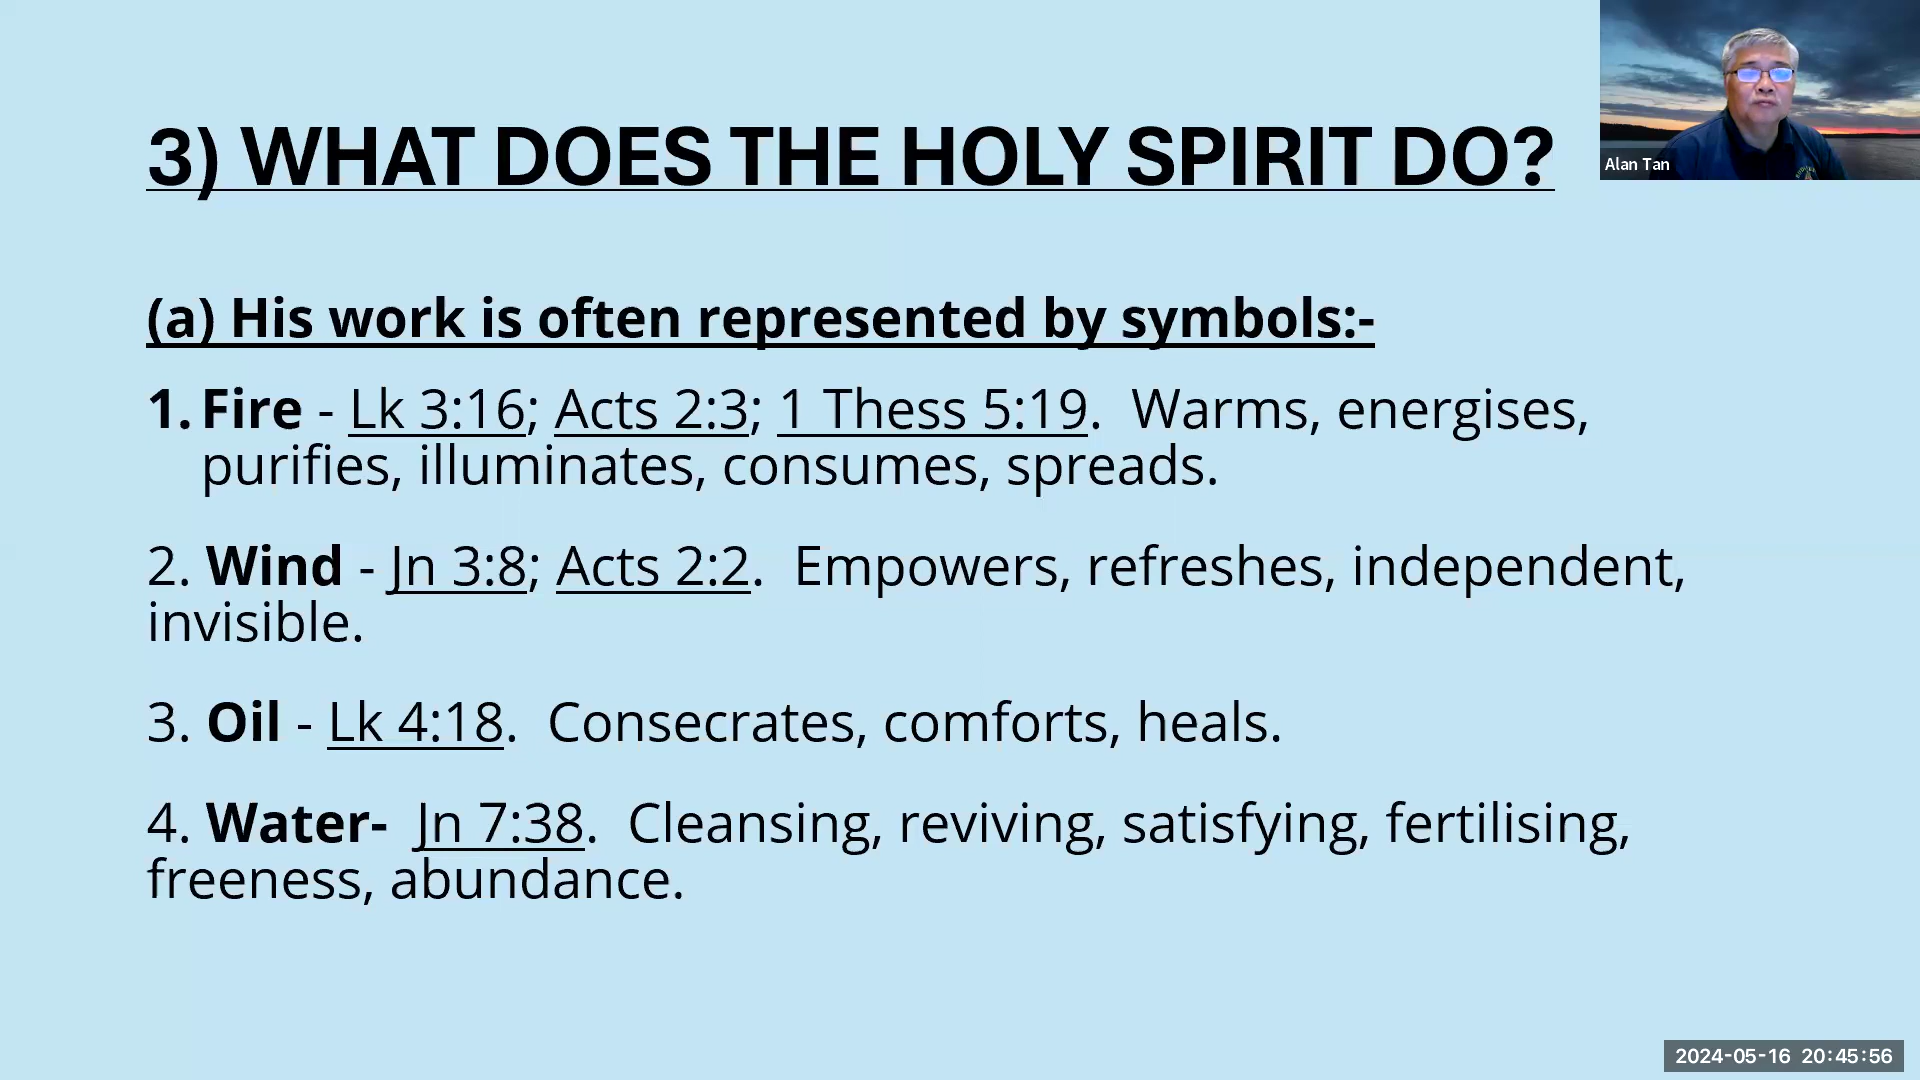 3) WHAT DOES THE HOLY SPIRIT DO?
Alan Tan
(a) His work is often represented by symbols:-
1. Fire - Lk 3:16; Acts 2:3; 1 Thess 5:19.  Warms, energises,
purifies, illuminates, consumes, spreads.
2. Wind - Jn 3:8; Acts 2:2.  Empowers, refreshes, independent,
invisible.
3. Oil - Lk 4:18.  Consecrates, comforts, heals.
4. Water-  Jn 7:38.  Cleansing, reviving, satisfying, fertilising,
freeness, abundance.
2024-05-16 20:45:56